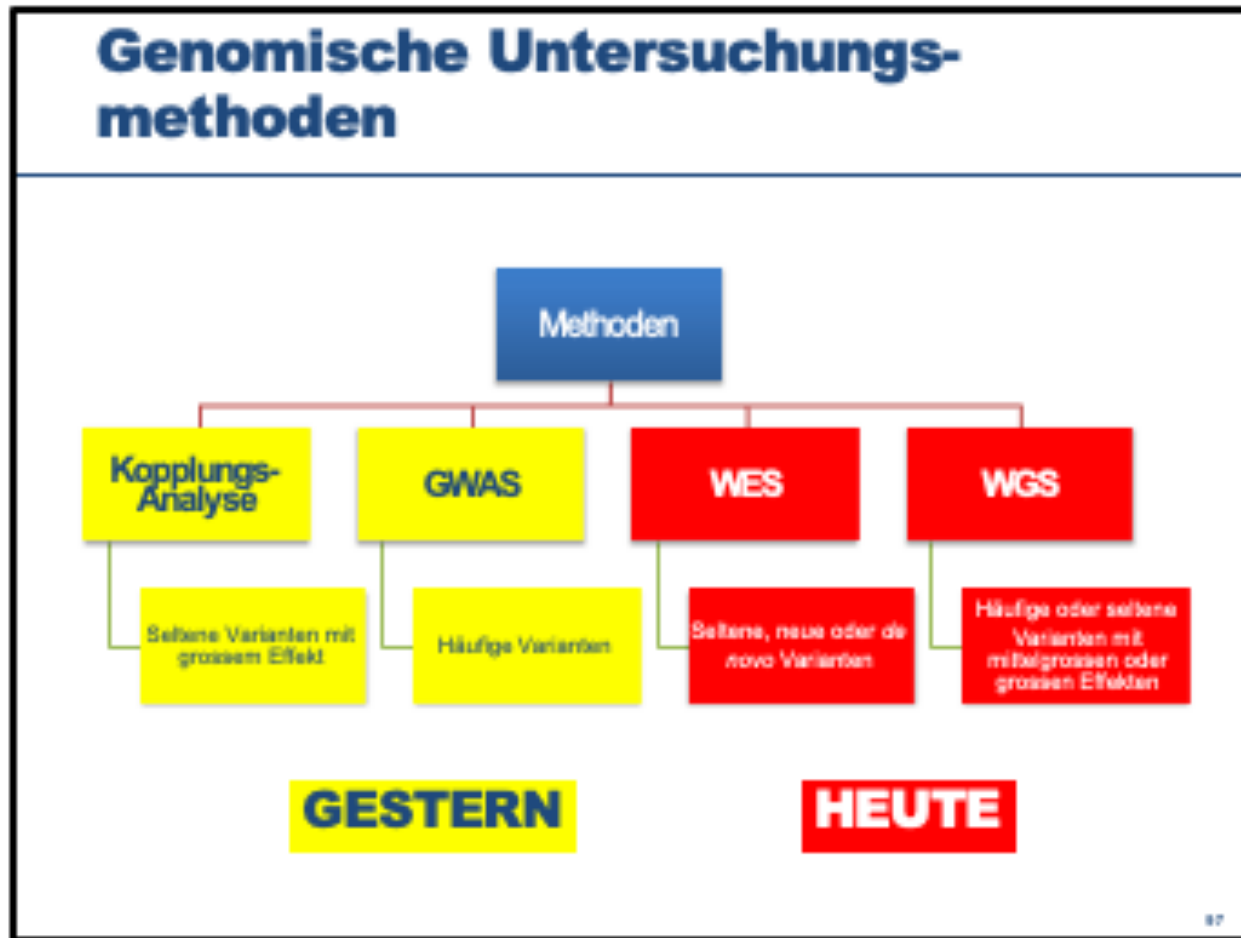 Genomische Untersuchungs-
methoden
Methoden
Kopplungs-
Analyse
GWAS
WES
WGS
Seltene Varianten mit
grossem Effekt
Häufige Varianten
Seltene, neue oder de
novo Varianten
Häufige oder seltene
Varianten mit
mittelgrossen oder
grossen Effekten
GESTERN
HEUTE